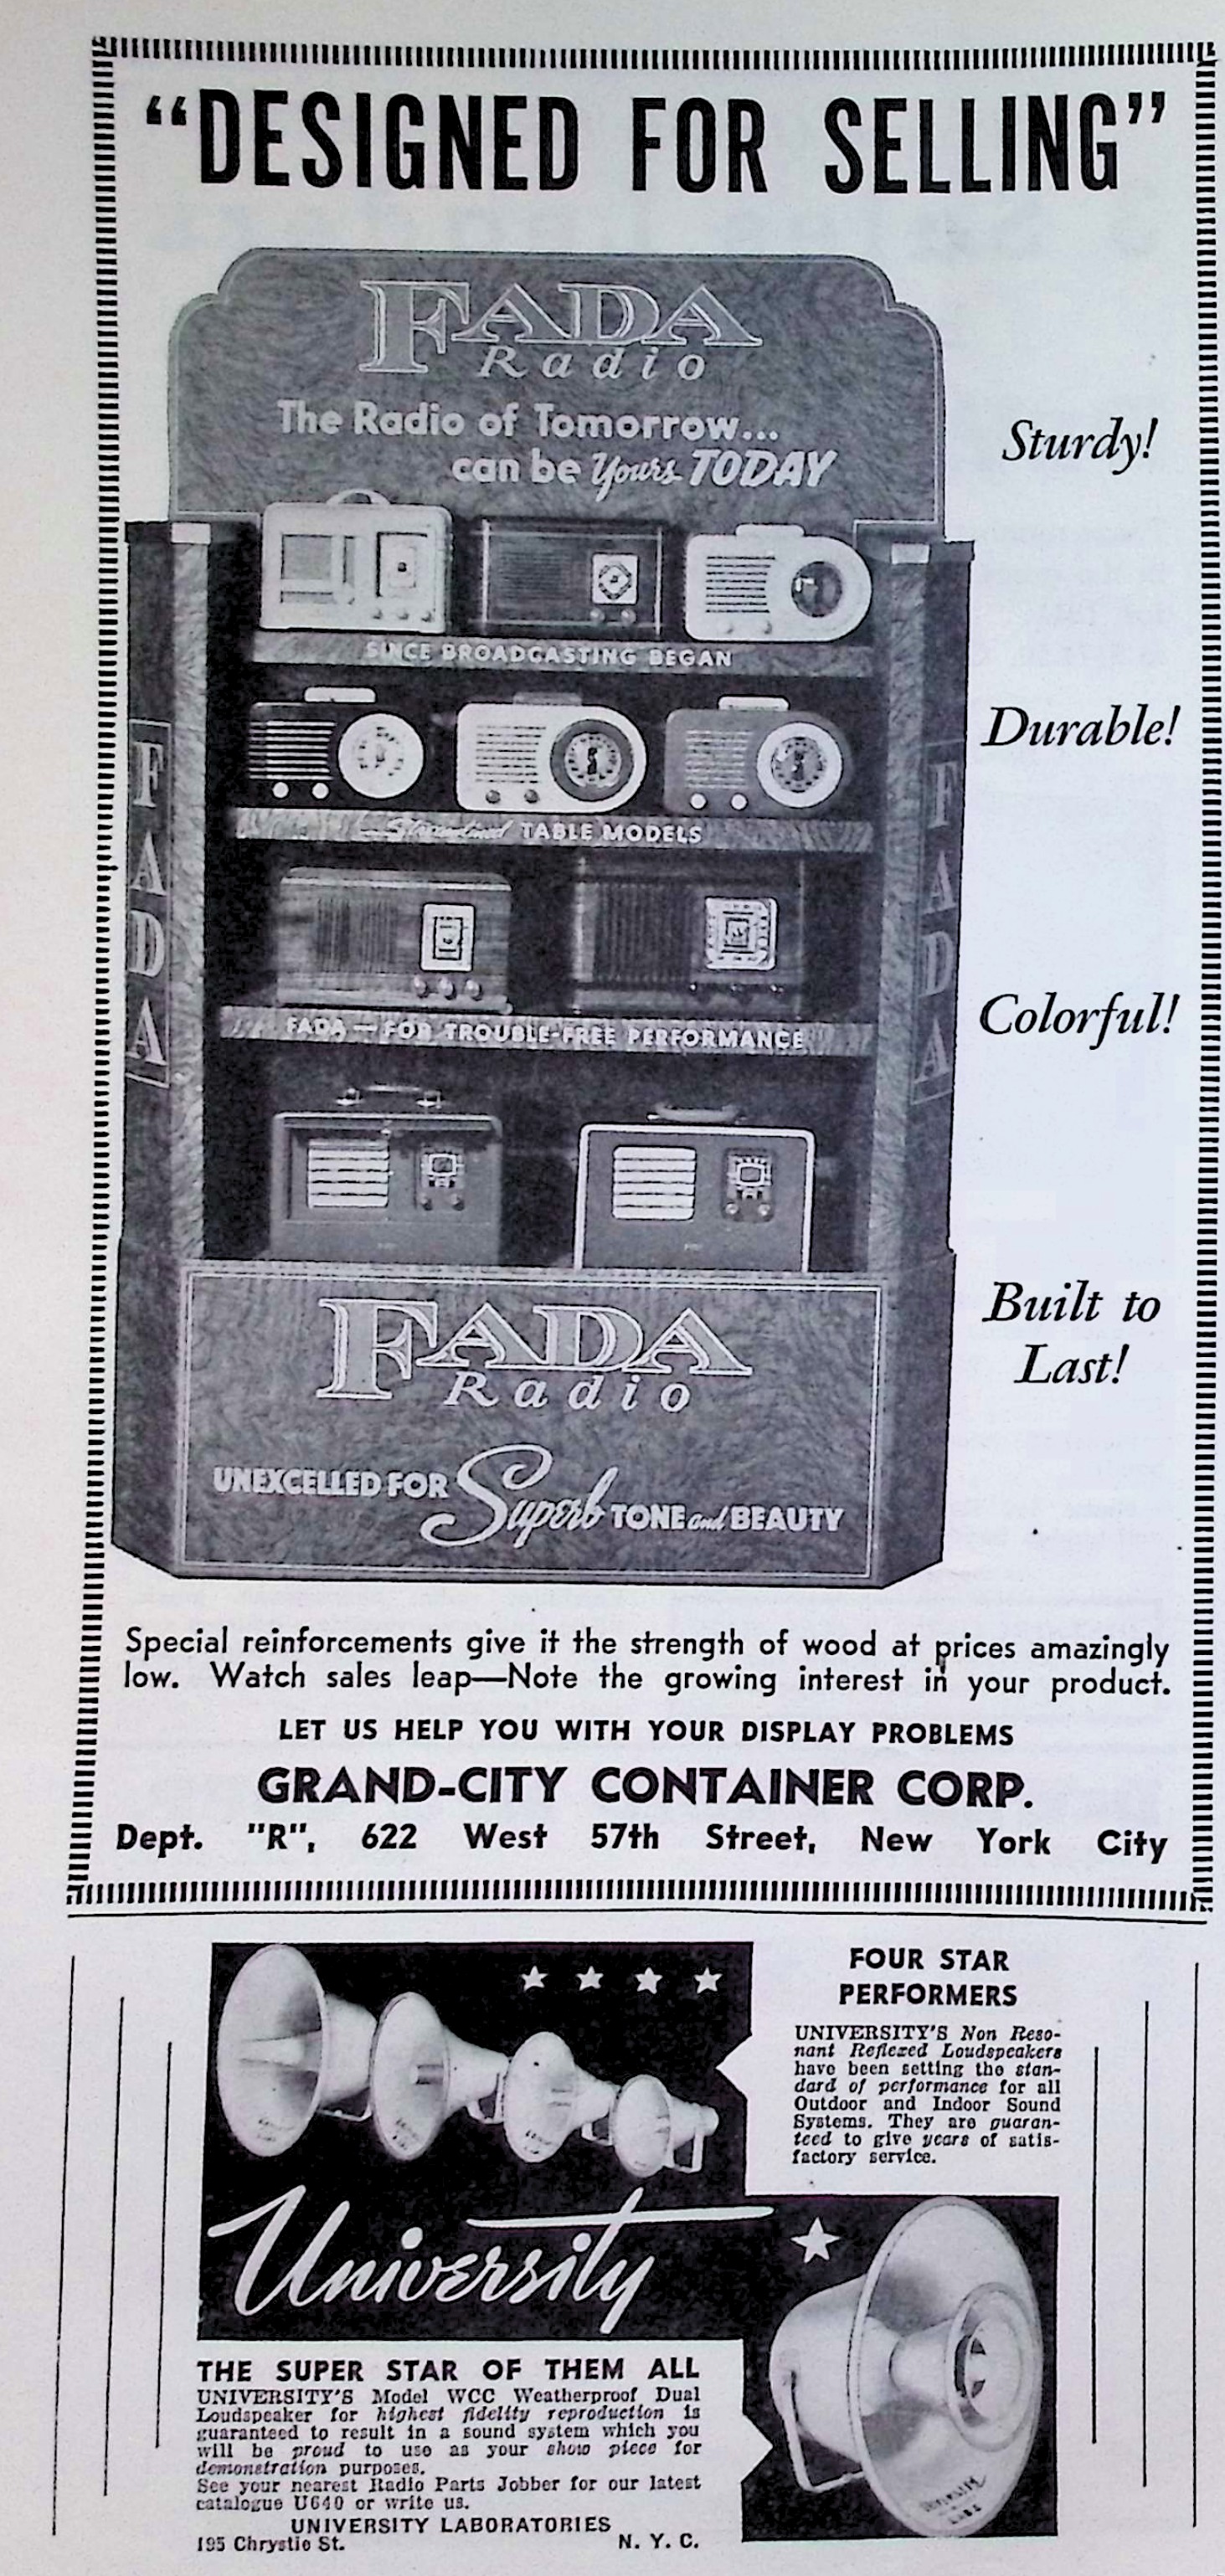 “DESIGNED FOR SELLING”
FADA
Radio
The Radio of Tomorrow...
can be Yours TODAY
SINCE BROADCASTING BEGAN
Streamlined TABLE MODELS
FADA — FOR TROUBLE-FREE PERFORMANCE
FADA
FADA
FADA
Radio
UNEXCELLED FOR Superb TONE and BEAUTY
Sturdy!
Durable!
Colorful!
Built to
Last!
Special reinforcements give it the strength of wood at prices amazingly
low. Watch sales leap—Note the growing interest in your product.
LET US HELP YOU WITH YOUR DISPLAY PROBLEMS
GRAND-CITY CONTAINER CORP.
Dept. "R", 622 West 57th Street, New York City
FOUR STAR
PERFORMERS
UNIVERSITY'S Non Reso-
nant Reflexed Loudspeakers
have been setting the stan-
dard of performance for all
Outdoor and Indoor Sound
Systems. They are guaran-
teed to give years of satis-
factory service.
University
THE SUPER STAR OF THEM ALL
UNIVERSITY'S Model WCC Weatherproof Dual
Loudspeaker for highest fidelity reproduction is
guaranteed to result in a sound system which you
will be proud to use as your show piece for
demonstration purposes.
See your nearest Radio Parts Jobber for our latest
catalogue U640 or write us.
UNIVERSITY LABORATORIES
195 Chrystie St. N. Y. C.
UNIVERSITY
LABS